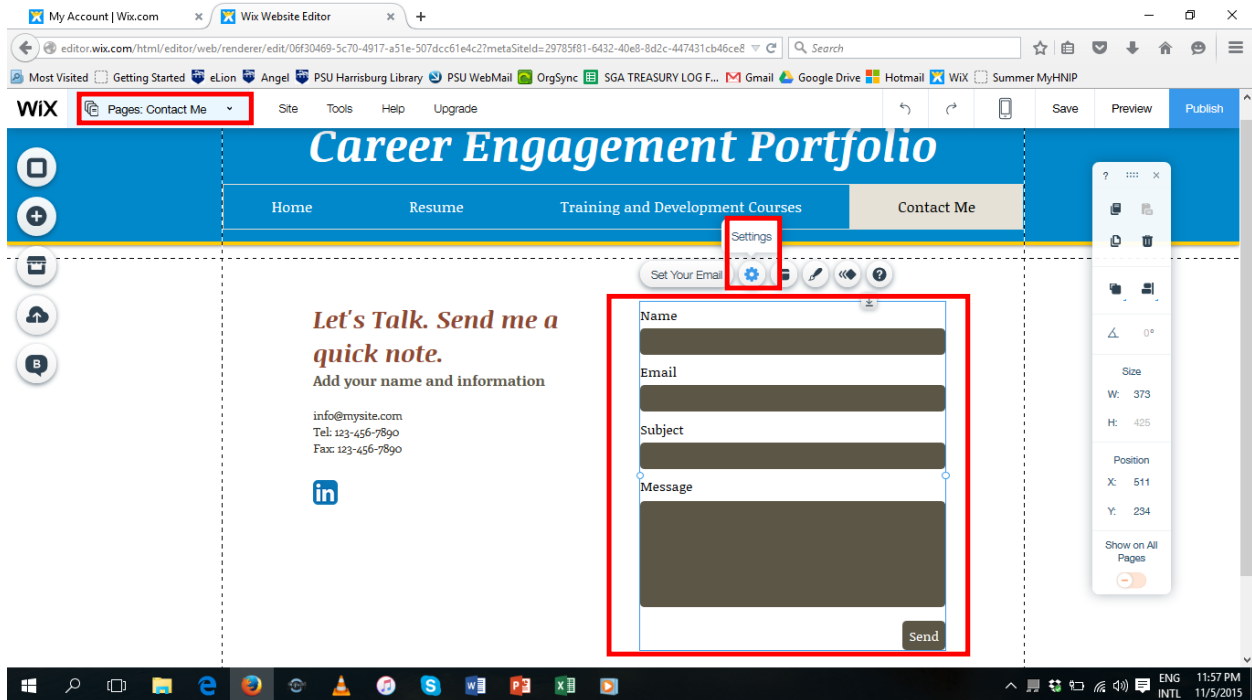 My Account | Wix.com × Wix Website Editor × +
editor.wix.com/html/editor/web/renderer/edit/06f30469-5c70-4917-a51e-507dcc61e4c2?metaSiteId=29785f81-6432-40e8-8d2c-447431cb46ce8 Search
Most Visited Getting Started eLion Angel PSU Harrisburg Library PSU WebMail OrgSync SGA TREASURY LOG F... Gmail Google Drive Hotmail WiX Summer MyHNIP
WiX Pages: Contact Me Site Tools Help Upgrade Save Preview Publish
Career Engagement Portfolio
Home Resume Training and Development Courses Contact Me
Settings
Set Your Email
Let's Talk. Send me a
quick note.
Add your name and information
info@mysite.com
Tel: 123-456-7890
Fax: 123-456-7890
in
Name
Email
Subject
Message
Send
? ×
0°
Size
W: 373
H: 425
Position
X: 511
Y: 234
Show on All
Pages
B
ENG 11:57 PM
INTL 11/5/2015